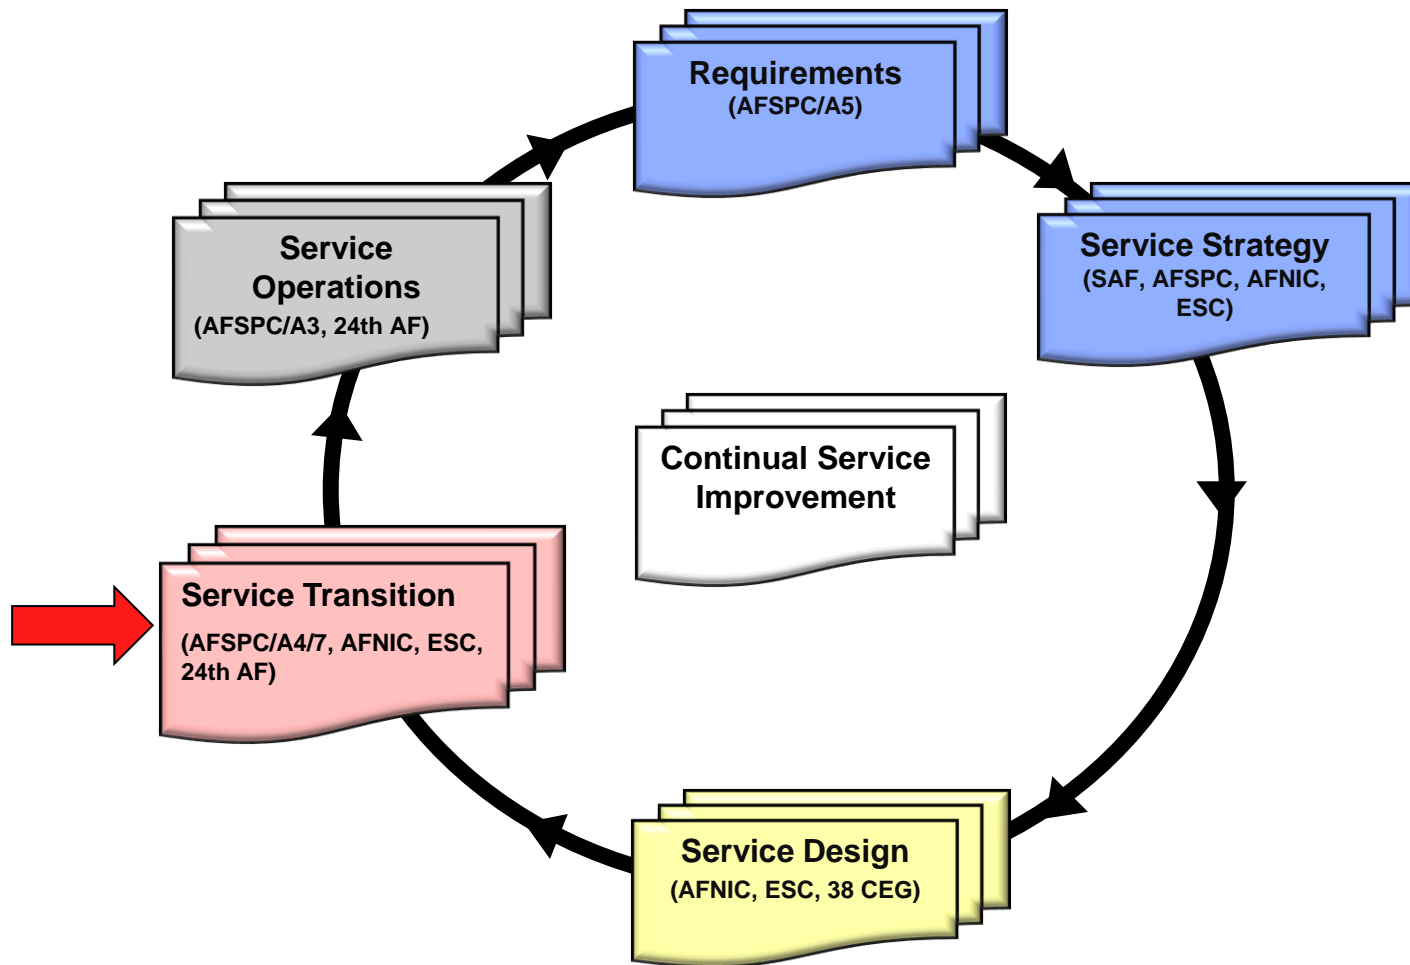 Requirements
(AFSPC/A5)
Service Strategy
(SAF, AFSPC, AFNIC,
ESC)
Service
Operations
(AFSPC/A3, 24th AF)
Continual Service
Improvement
Service Transition
(AFSPC/A4/7, AFNIC, ESC,
24th AF)
Service Design
(AFNIC, ESC, 38 CEG)